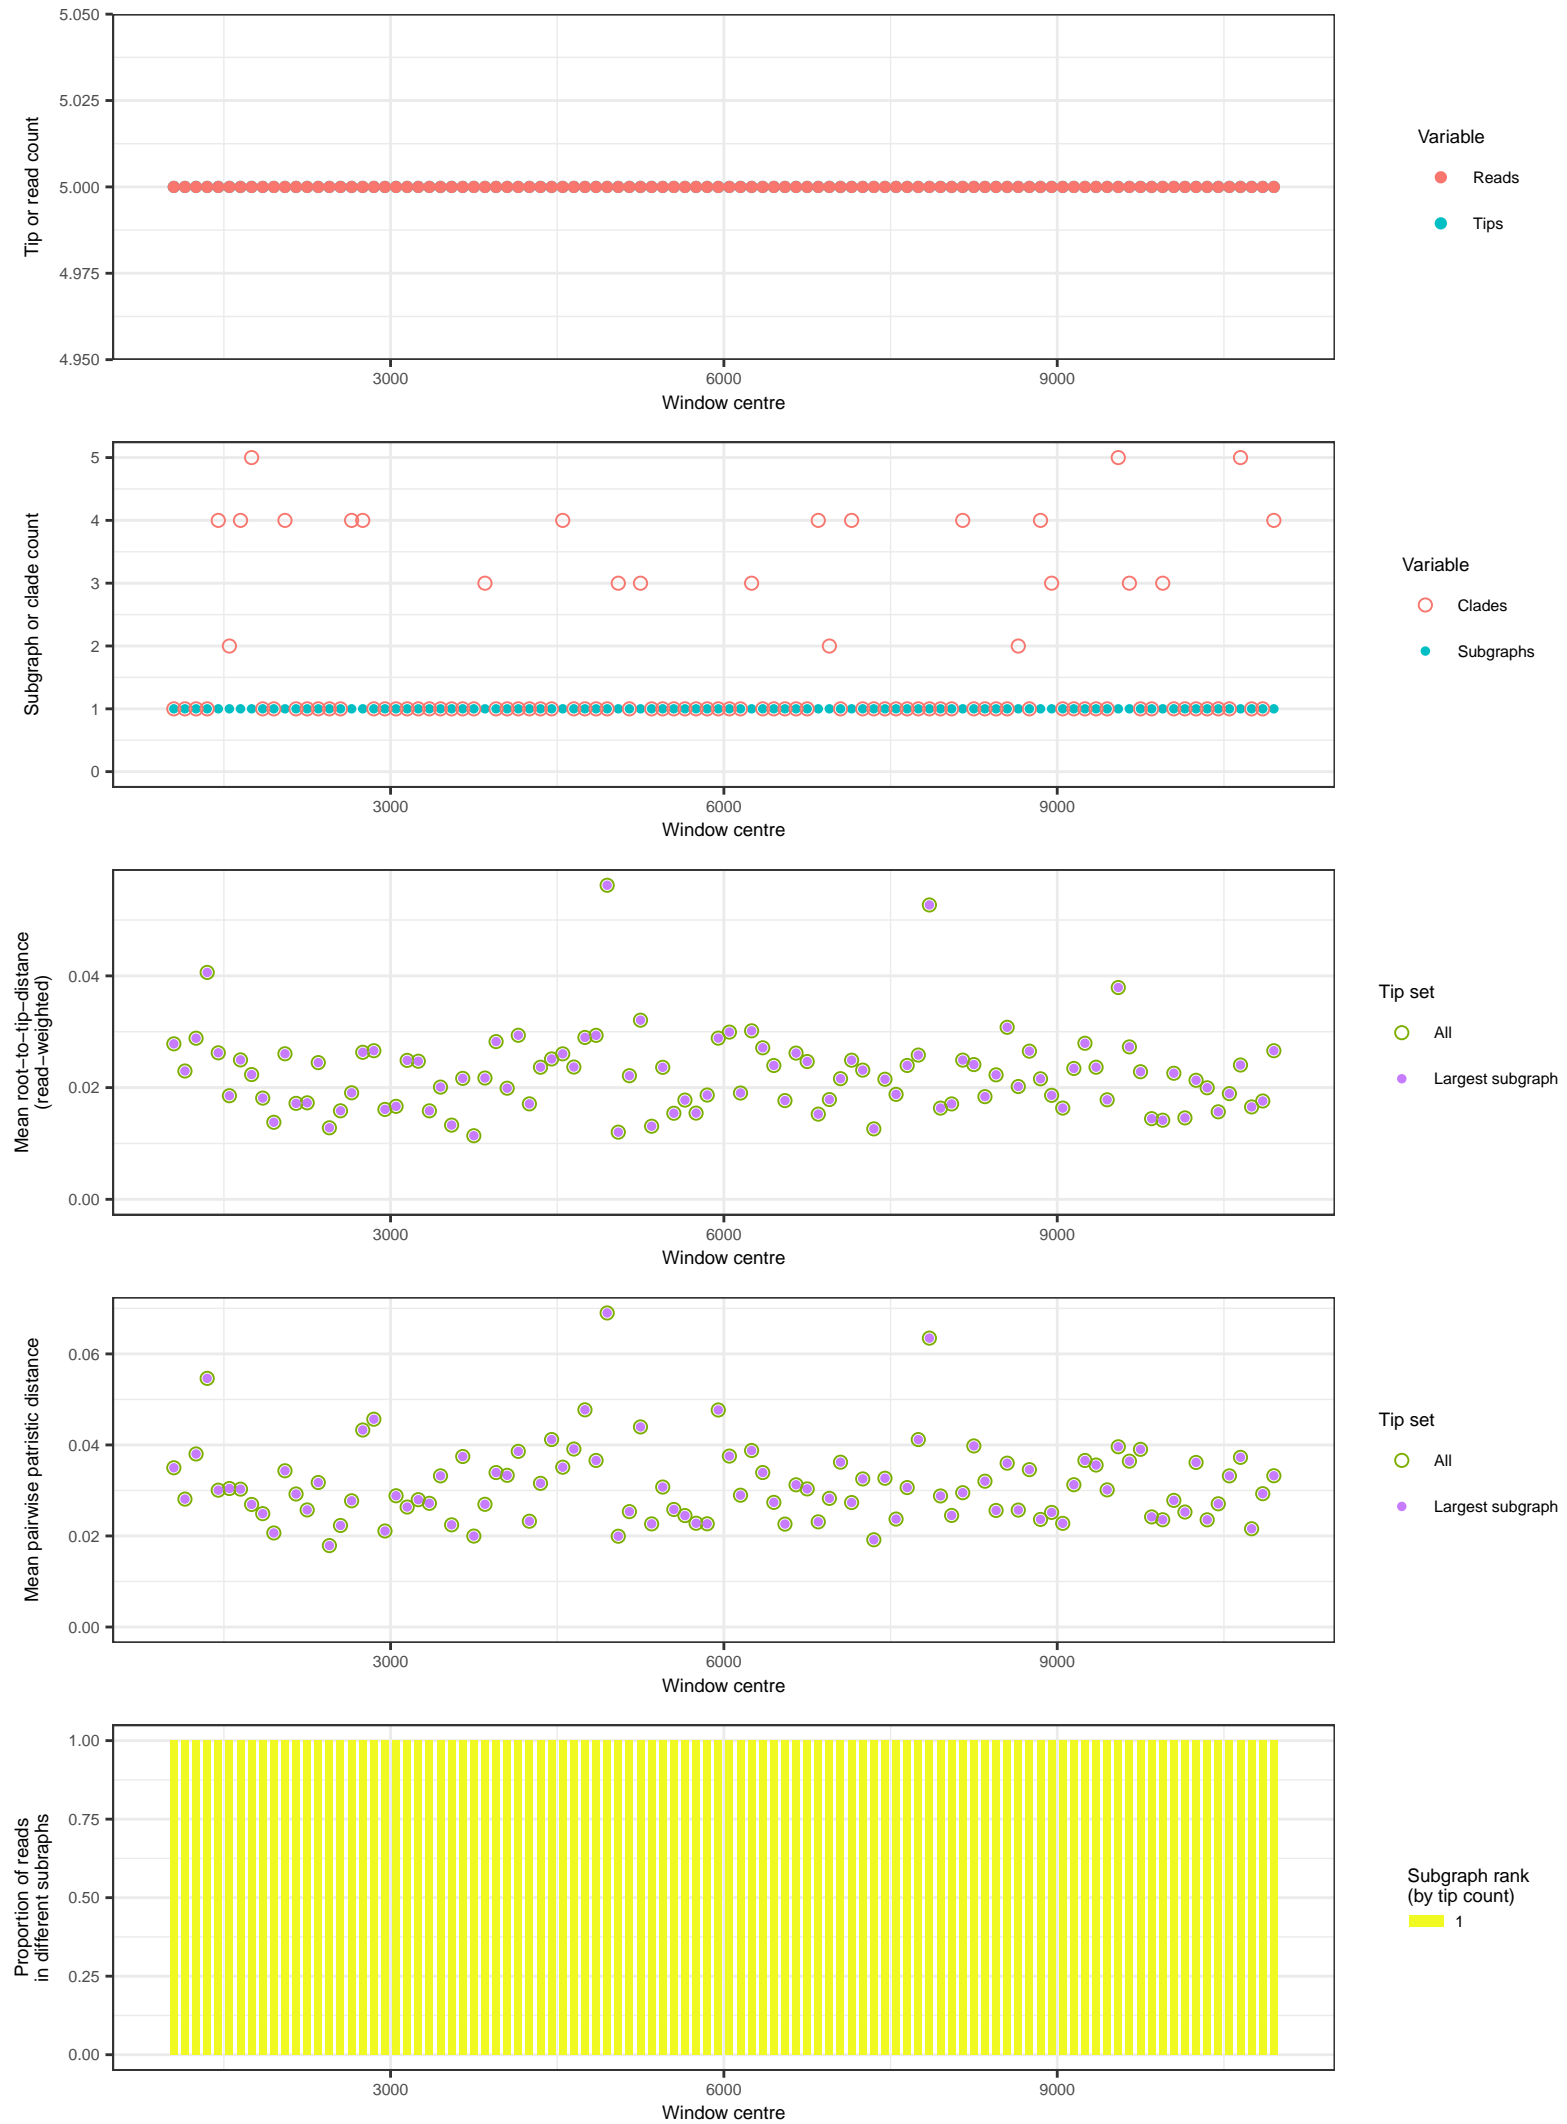 5.050
5.025
5.000
4.975
4.950
Tip or read count
3000 6000 9000
Window centre
Variable
Reads
Tips
5
4
3
2
1
0
Subgraph or clade count
3000 6000 9000
Window centre
Variable
Clades
Subgraphs
0.04
0.02
0.00
Mean root−to−tip−distance
(read−weighted)
3000 6000 9000
Window centre
Tip set
All
Largest subgraph
0.06
0.04
0.02
0.00
Mean pairwise patristic distance
3000 6000 9000
Window centre
Tip set
All
Largest subgraph
1.00
0.75
0.50
0.25
0.00
Proportion of reads
in different subraphs
3000 6000 9000
Window centre
Subgraph rank
(by tip count)
1